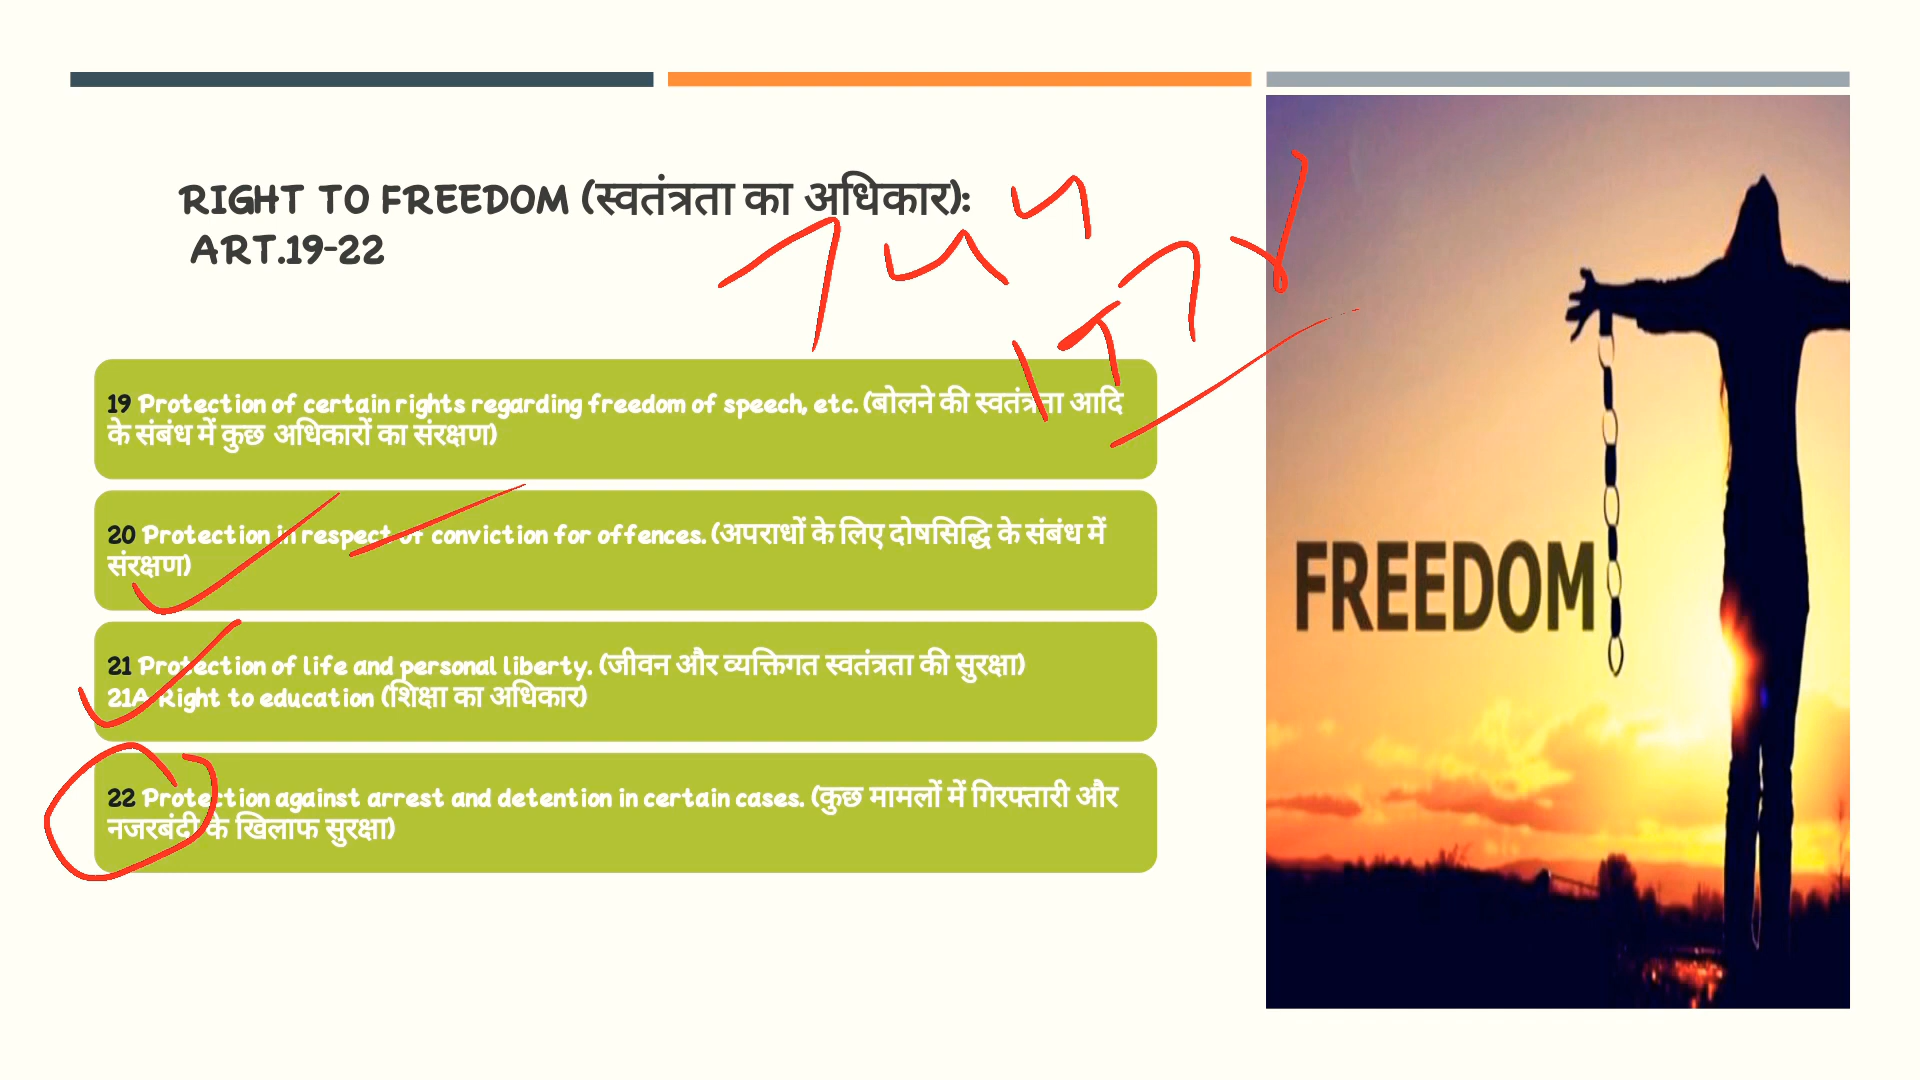 RIGHT TO FREEDOM (स्वतंत्रता का अधिकार):
ART.19-22
19 Protection of certain rights regarding freedom of speech, etc. (बोलने की स्वतंत्रता आदि
के संबंध में कुछ अधिकारों का संरक्षण)
20 Protection in respect of conviction for offences. (अपराधों के लिए दोषसिद्धि के संबंध में
संरक्षण)
21 Protection of life and personal liberty. (जीवन और व्यक्तिगत स्वतंत्रता की सुरक्षा)
21A Right to education (शिक्षा का अधिकार)
22 Protection against arrest and detention in certain cases. (कुछ मामलों में गिरफ्तारी और
नजरबंदी के खिलाफ सुरक्षा)
FREEDOM